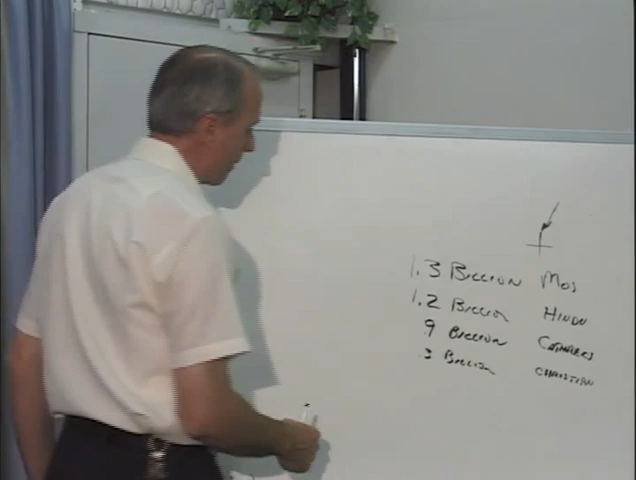 1.3 BILLION MOS
1.2 BILLION HINDU
.9 BILLION CATHOLICS
.3 BILLION CHRISTIAN